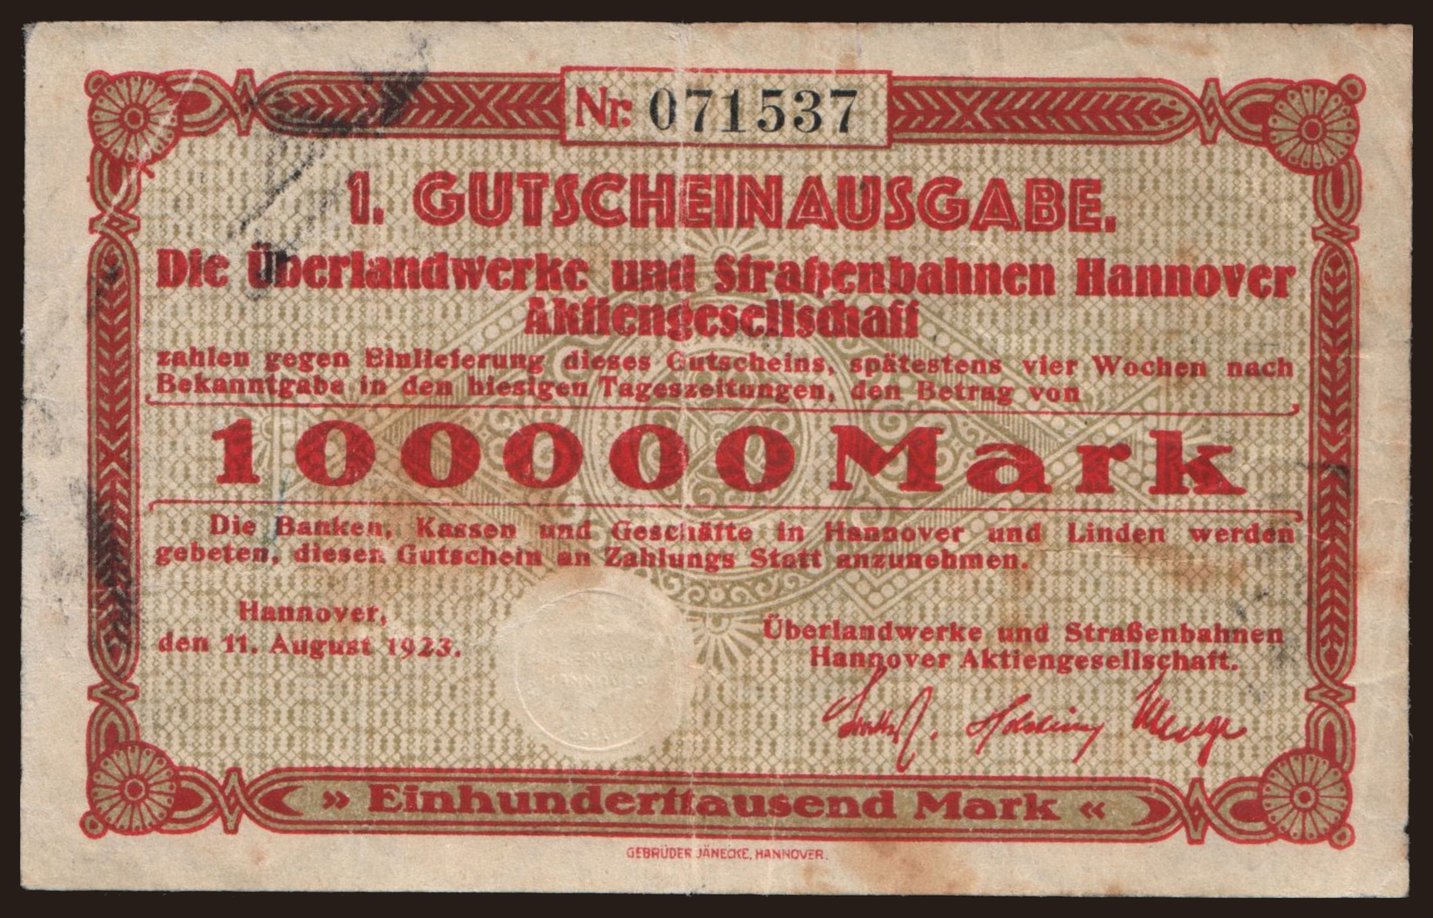 Nr. 071537
1. GUTSCHEINAUSGABE.
Die Überlandwerke und Straßenbahnen Hannover
Aktiengesellschaft
zahlen gegen Einlieferung dieses Gutscheins, spätestens vier Wochen nach
Bekanntgabe in den hiesigen Tageszeitungen, den Betrag von
100000 Mark
Die Banken, Kassen und Geschäfte in Hannover und Linden werden
gebeten, diesen Gutschein an Zahlungs Statt anzunehmen.
Hannover,
den 11. August 1923.
Überlandwerke und Straßenbahnen
Hannover Aktiengesellschaft.
» Einhunderttausend Mark «
GEBRÜDER JÄNECKE, HANNOVER.